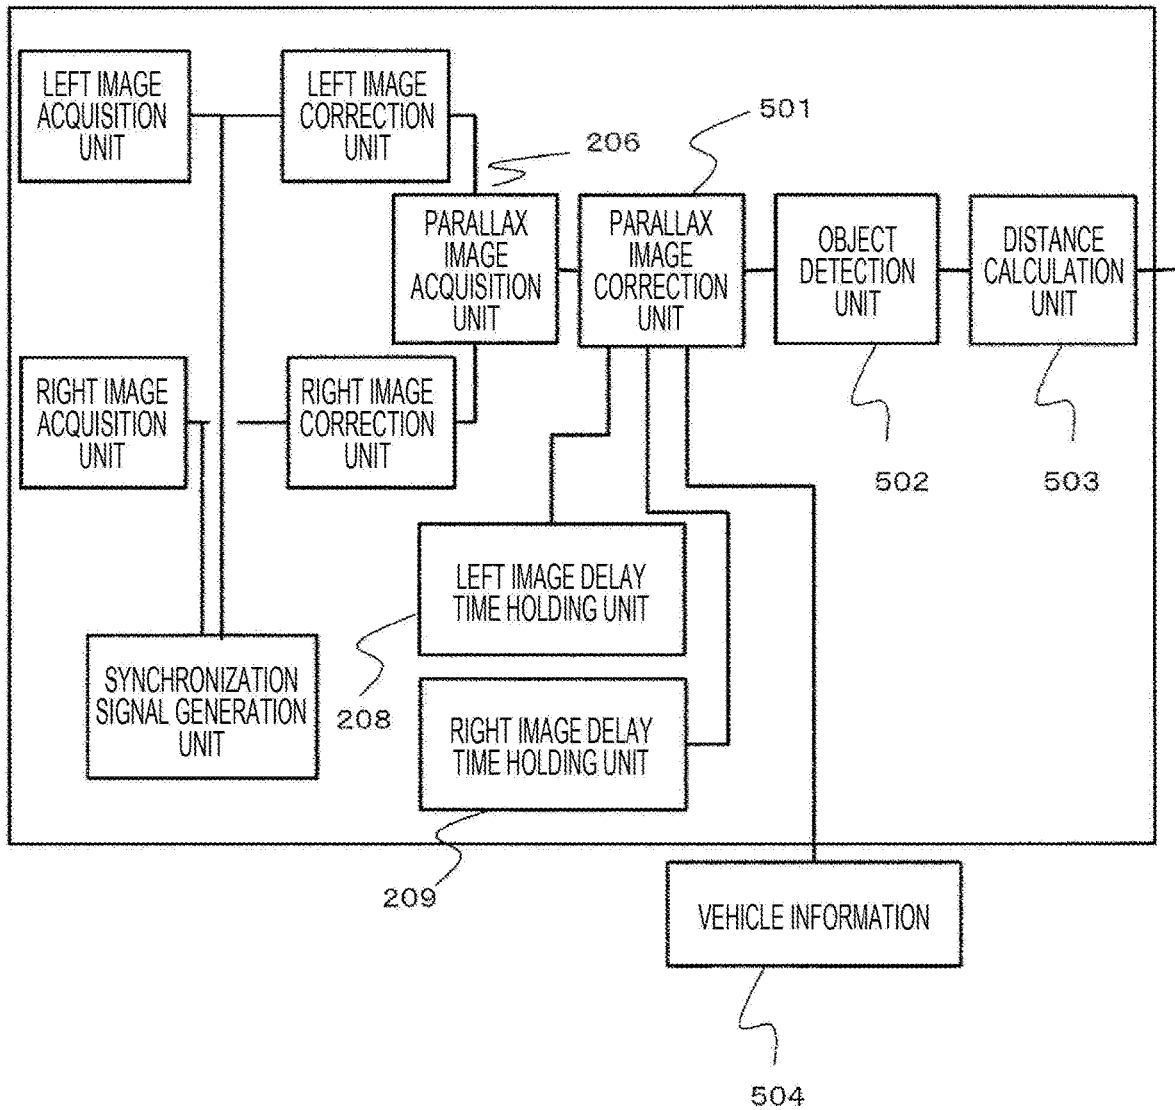 LEFT IMAGE
ACQUISITION
UNIT
LEFT IMAGE
CORRECTION
UNIT
501
206
PARALLAX
IMAGE
ACQUISITION
UNIT
PARALLAX
IMAGE
CORRECTION
UNIT
OBJECT
DETECTION
UNIT
DISTANCE
CALCULATION
UNIT
RIGHT IMAGE
ACQUISITION
UNIT
RIGHT IMAGE
CORRECTION
UNIT
502
503
LEFT IMAGE DELAY
TIME HOLDING UNIT
208
SYNCHRONIZATION
SIGNAL GENERATION
UNIT
RIGHT IMAGE DELAY
TIME HOLDING UNIT
209
VEHICLE INFORMATION
504